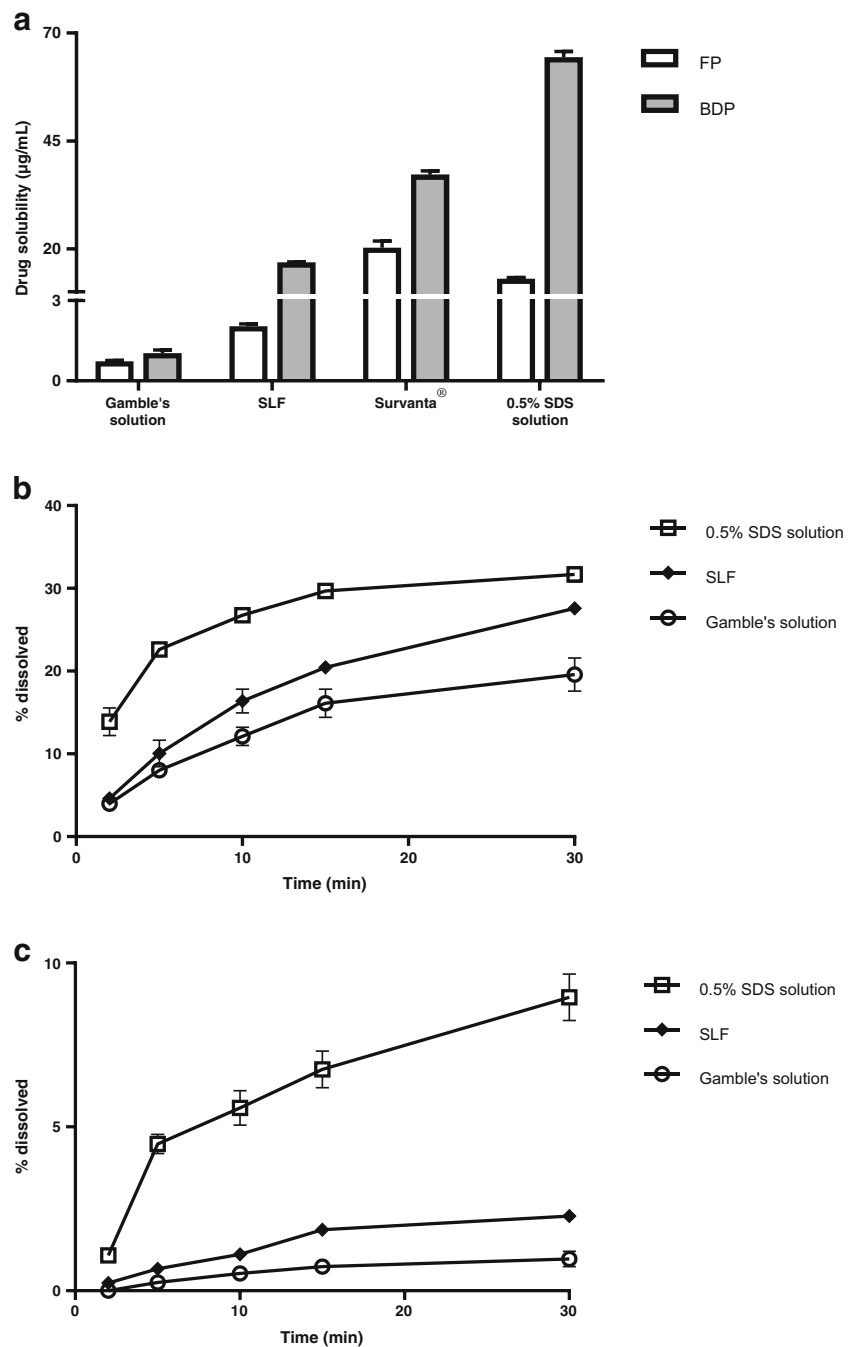 a
Drug solubility (µg/mL)
70
45
20
3
0
Gamble's
solution
SLF
Survanta®
0.5% SDS
solution
FP
BDP
b
% dissolved
40
30
20
10
0
0 10 20 30
Time (min)
0.5% SDS solution
SLF
Gamble's solution
c
% dissolved
10
5
0
0 10 20 30
Time (min)
0.5% SDS solution
SLF
Gamble's solution